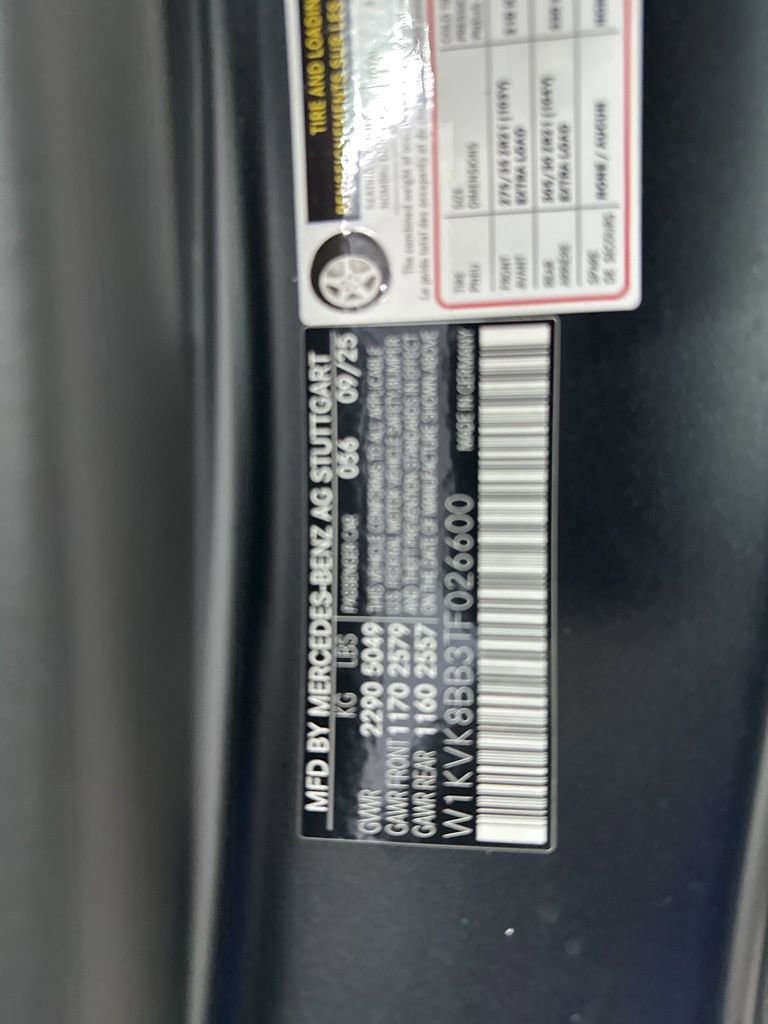 MFD BY MERCEDES-BENZ AG STUTTGART
KG LBS
PASSENGER CAR 056 09/25
GVWR 2290 5049
GAWR FRONT 1170 2579
GAWR REAR 1160 2557
THIS VEHICLE CONFORMS TO ALL APPLICABLE
U.S. FEDERAL MOTOR VEHICLE SAFETY, BUMPER
AND THEFT PREVENTION STANDARDS IN EFFECT
ON THE DATE OF MANUFACTURE SHOWN ABOVE
W1KVK8BB3TF026600
MADE IN GERMANY
TIRE AND LOADING
The combined weight of
Le poids total des occupants et du
TIRE SIZE COLD TI
PNEU DIMENSIONS
FRONT 275/35 ZR21 (103Y)
AVANT EXTRA LOAD
REAR 305/30 ZR21 (104Y)
ARRIÈRE EXTRA LOAD
SPARE NONE / AUCUN
DE SECOURS